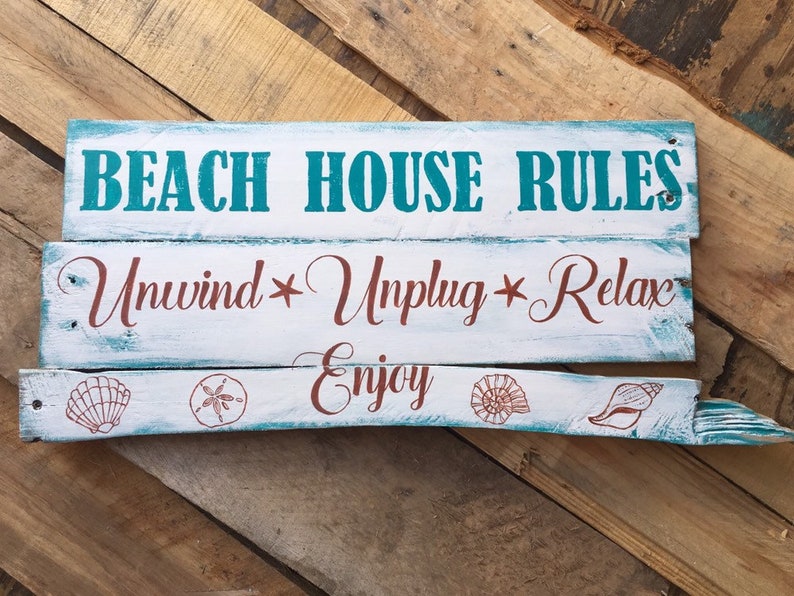 BEACH HOUSE RULES
Unwind Unplug Relax
Enjoy